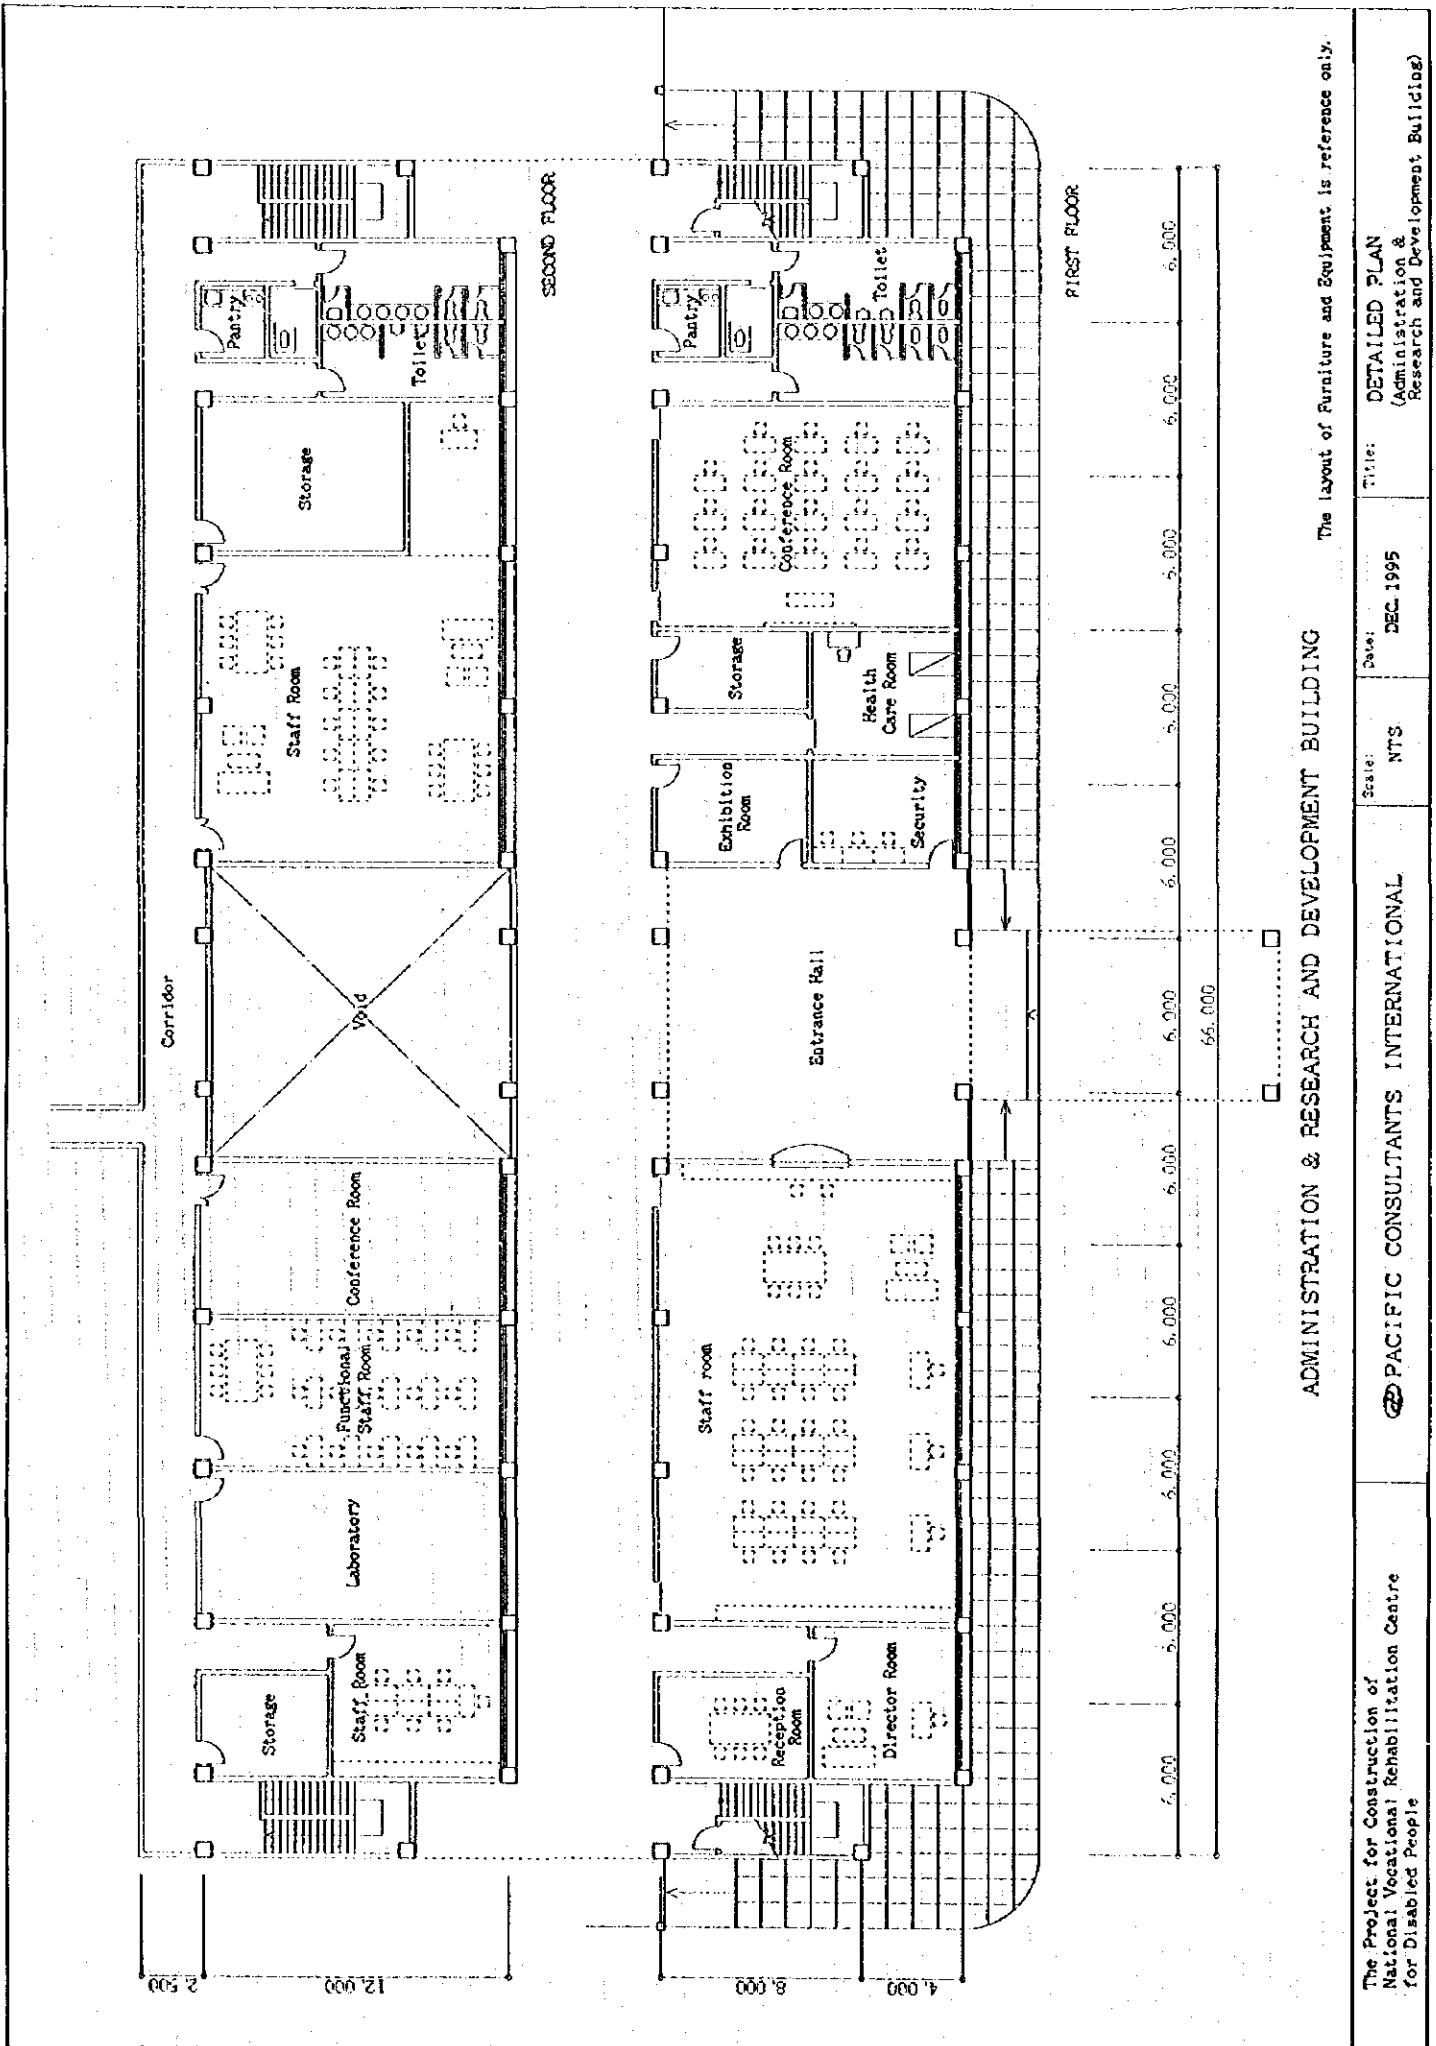 Corridor
Storage
Staff Room
Laboratory
Functional
Staff Room
Conference Room
Void
Staff Room
Storage
Toilet
Pantry
2,500
12,000
SECOND FLOOR
Reception
Room
Director Room
Staff room
Entrance Hall
Exhibition
Room
Security
Storage
Health
Care Room
Conference Room
Pantry
Toilet
8,000
4,000
FIRST FLOOR
6,000
6,000
6,000
6,000
6,000
6,000
6,000
6,000
6,000
6,000
6,000
66,000
ADMINISTRATION & RESEARCH AND DEVELOPMENT BUILDING
The layout of Furniture and Equipment is reference only.
The Project for Construction of
National Vocational Rehabilitation Centre
for Disabled People
PACIFIC CONSULTANTS INTERNATIONAL
Scale:
NTS
Date:
DEC. 1995
Title:
DETAILED PLAN
(Administration &
Research and Development Building)